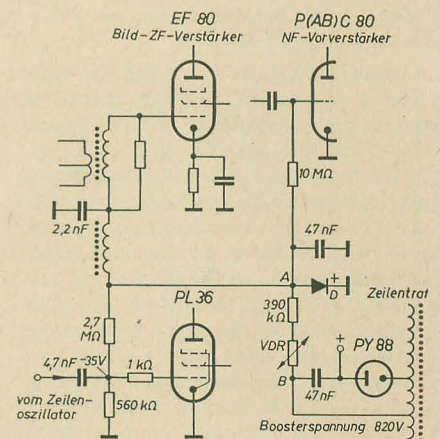 EF 80
Bild-ZF-Verstärker
P(AB)C 80
NF-Vorverstärker
10 MΩ
2,2 nF
47 nF
A
+
D
PL 36
390
kΩ
Zeilentrat
2,7
MΩ
VDR
+
PY 88
4,7 nF
-35V
1 kΩ
B
47 nF
vom Zeilen-
oszillator
560 kΩ
Boosterspannung 820V